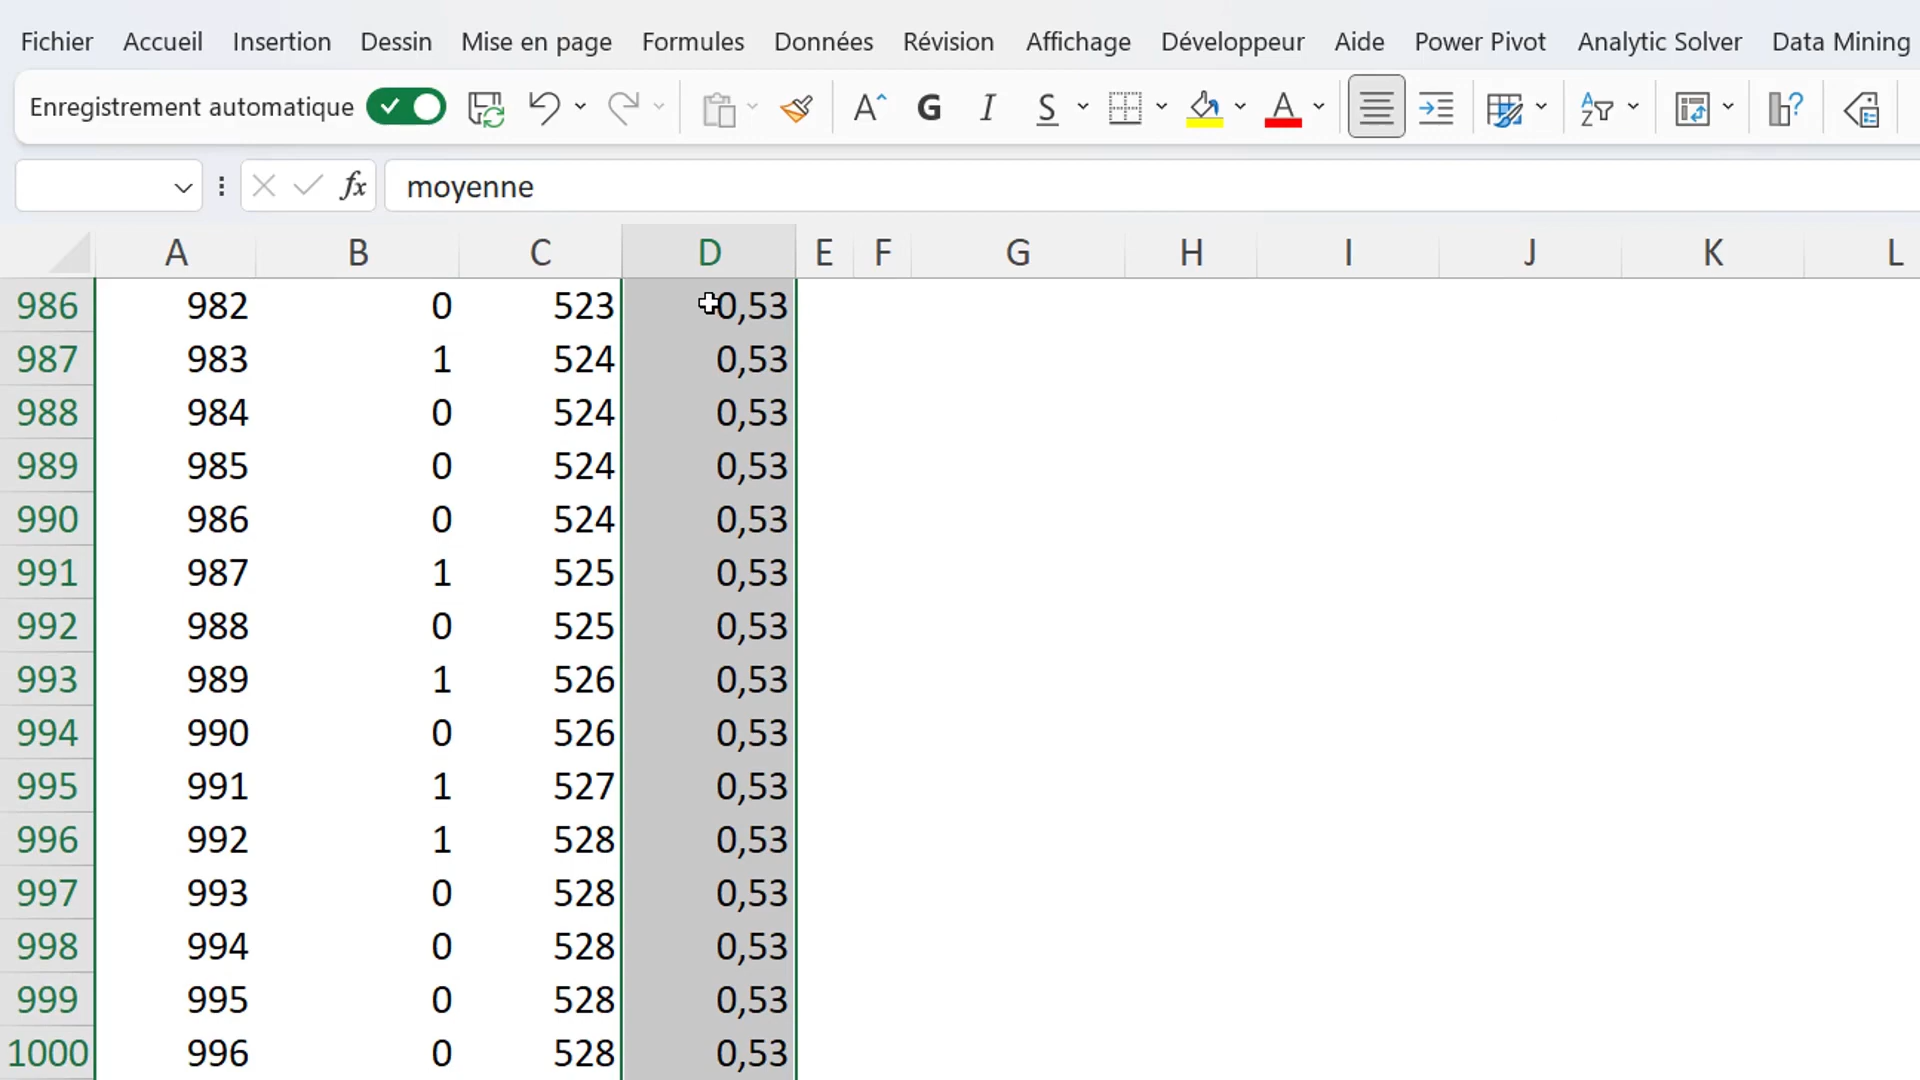 Fichier Accueil Insertion Dessin Mise en page Formules Données Révision Affichage Développeur Aide Power Pivot Analytic Solver Data Mining
Enregistrement automatique A G I S A
fx moyenne
A B C D E F G H I J K L
986 982 0 523 0,53
987 983 1 524 0,53
988 984 0 524 0,53
989 985 0 524 0,53
990 986 0 524 0,53
991 987 1 525 0,53
992 988 0 525 0,53
993 989 1 526 0,53
994 990 0 526 0,53
995 991 1 527 0,53
996 992 1 528 0,53
997 993 0 528 0,53
998 994 0 528 0,53
999 995 0 528 0,53
1000 996 0 528 0,53